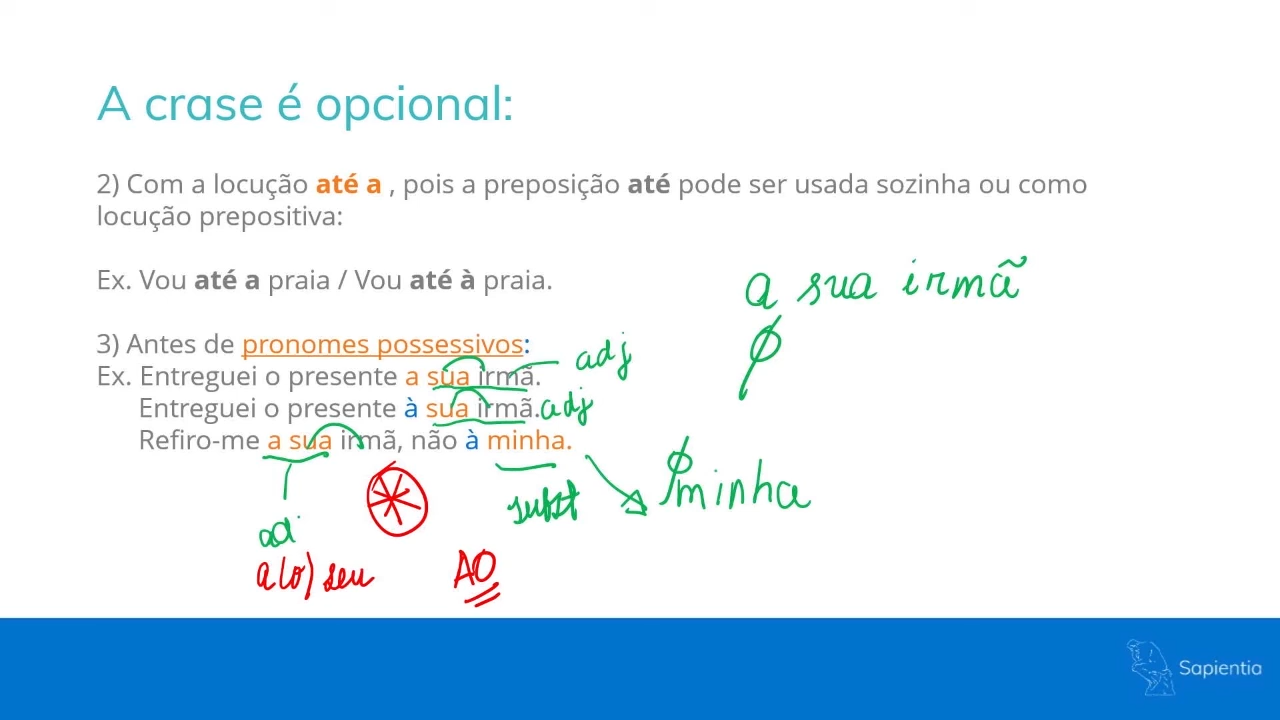 A crase é opcional:
2) Com a locução até a , pois a preposição até pode ser usada sozinha ou como
locução prepositiva:
Ex. Vou até a praia / Vou até à praia.
a sua irmã
ϕ
3) Antes de pronomes possessivos:
adj
Ex. Entreguei o presente a sua irmã.
Entreguei o presente à sua irmã.
adj
Refiro-me a sua irmã, não à minha.
ϕ minha
subst
adj
a(o) seu
AO
Sapientia